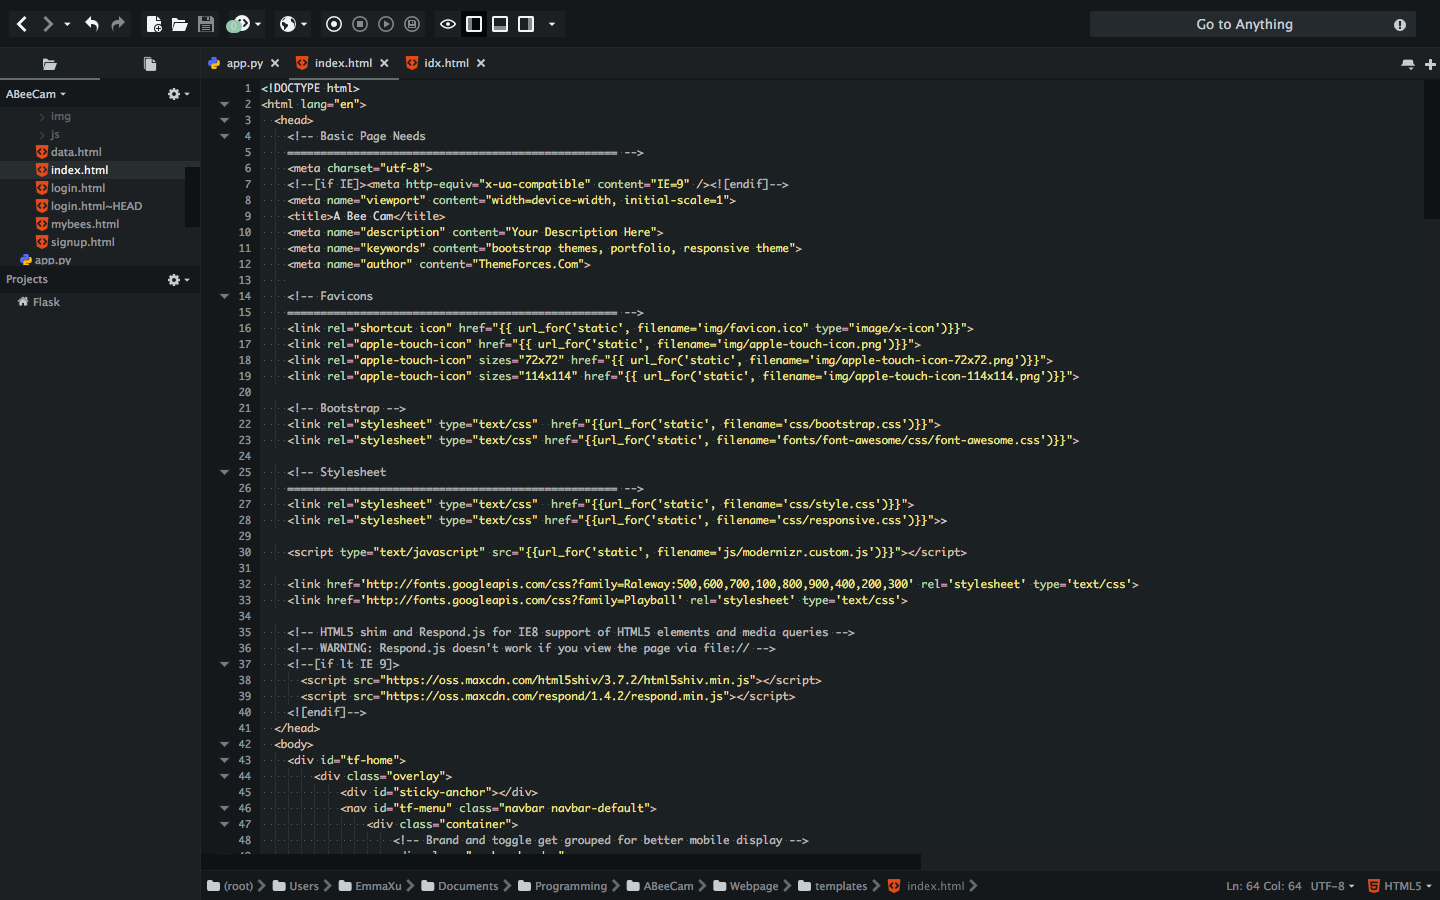 Go to Anything
app.py
index.html
idx.html
ABeeCam
img
js
data.html
index.html
login.html
login.html~HEAD
mybees.html
signup.html
app.py
Projects
Flask
1 <!DOCTYPE html>
2 <html lang="en">
3 <head>
4 <!-- Basic Page Needs
5 ================================================== -->
6 <meta charset="utf-8">
7 <!--[if IE]><meta http-equiv="x-ua-compatible" content="IE=9" /><![endif]-->
8 <meta name="viewport" content="width=device-width, initial-scale=1">
9 <title>A Bee Cam</title>
10 <meta name="description" content="Your Description Here">
11 <meta name="keywords" content="bootstrap themes, portfolio, responsive theme">
12 <meta name="author" content="ThemeForces.Com">
13
14 <!-- Favicons
15 ================================================== -->
16 <link rel="shortcut icon" href="{{ url_for('static', filename='img/favicon.ico" type="image/x-icon')}}">
17 <link rel="apple-touch-icon" href="{{ url_for('static', filename='img/apple-touch-icon.png')}}">
18 <link rel="apple-touch-icon" sizes="72x72" href="{{ url_for('static', filename='img/apple-touch-icon-72x72.png')}}">
19 <link rel="apple-touch-icon" sizes="114x114" href="{{ url_for('static', filename='img/apple-touch-icon-114x114.png')}}">
20
21 <!-- Bootstrap -->
22 <link rel="stylesheet" type="text/css"  href="{{url_for('static', filename='css/bootstrap.css')}}">
23 <link rel="stylesheet" type="text/css" href="{{url_for('static', filename='fonts/font-awesome/css/font-awesome.css')}}">
24
25 <!-- Stylesheet
26 ================================================== -->
27 <link rel="stylesheet" type="text/css"  href="{{url_for('static', filename='css/style.css')}}">
28 <link rel="stylesheet" type="text/css" href="{{url_for('static', filename='css/responsive.css')}}">>
29
30 <script type="text/javascript" src="{{url_for('static', filename='js/modernizr.custom.js')}}"></script>
31
32 <link href='http://fonts.googleapis.com/css?family=Raleway:500,600,700,100,800,900,400,200,300' rel='stylesheet' type='text/css'>
33 <link href='http://fonts.googleapis.com/css?family=Playball' rel='stylesheet' type='text/css'>
34
35 <!-- HTML5 shim and Respond.js for IE8 support of HTML5 elements and media queries -->
36 <!-- WARNING: Respond.js doesn't work if you view the page via file:// -->
37 <!--[if lt IE 9]>
38 <script src="https://oss.maxcdn.com/html5shiv/3.7.2/html5shiv.min.js"></script>
39 <script src="https://oss.maxcdn.com/respond/1.4.2/respond.min.js"></script>
40 <![endif]-->
41 </head>
42 <body>
43 <div id="tf-home">
44 <div class="overlay">
45 <div id="sticky-anchor"></div>
46 <nav id="tf-menu" class="navbar navbar-default">
47 <div class="container">
48 <!-- Brand and toggle get grouped for better mobile display -->
(root) Users EmmaXu Documents Programming ABeeCam Webpage templates index.html
Ln: 64 Col: 64 UTF-8 HTML5